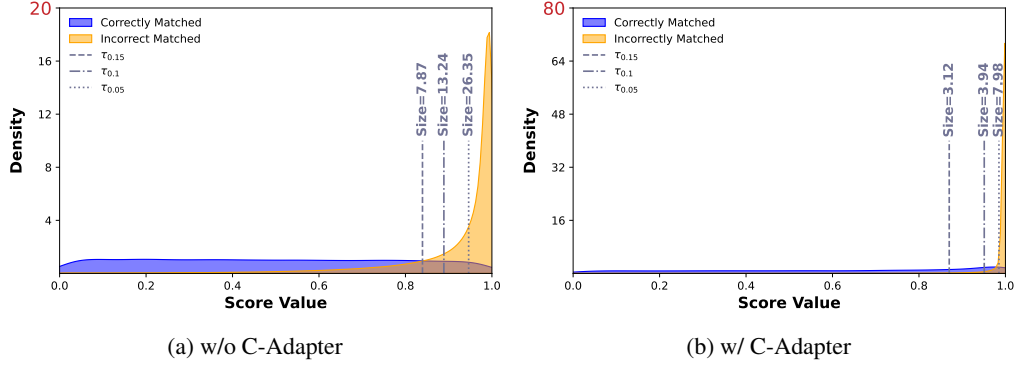 20
16
12
8
4
Density
Correctly Matched
Incorrect Matched
τ0.15
τ0.1
τ0.05
Size=7.87
Size=13.24
Size=26.35
0.0 0.2 0.4 0.6 0.8 1.0
Score Value
(a) w/o C-Adapter
80
64
48
32
16
Density
Correctly Matched
Incorrectly Matched
τ0.15
τ0.1
τ0.05
Size=3.12
Size=3.94
Size=7.98
0.0 0.2 0.4 0.6 0.8 1.0
Score Value
(b) w/ C-Adapter